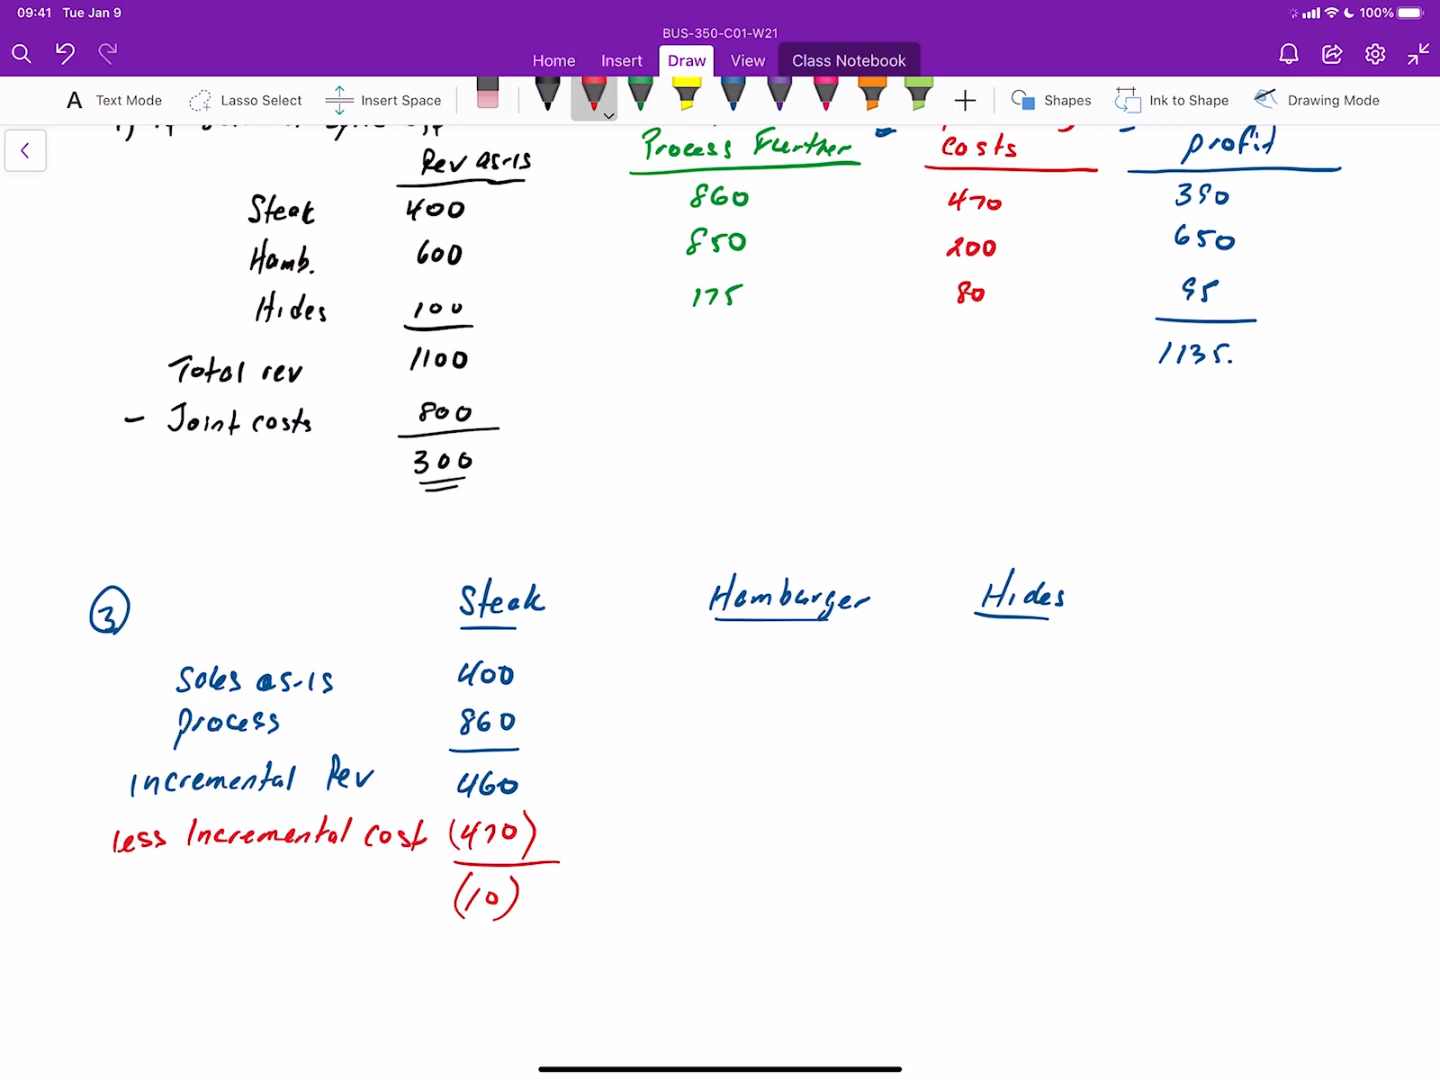 09:41 Tue Jan 9 100%
BUS-350-C01-W21
Home Insert Draw View Class Notebook
A Text Mode Lasso Select Insert Space Shapes Ink to Shape Drawing Mode
Rev as-is Process Further costs profit
Steak 400 860 470 390
Hamb. 600 850 200 650
Hides 100 175 80 95
Total rev 1100 1135.
- Joint costs 800
300
3 Steak Hamburger Hides
Sales as-is 400
process 860
incremental Rev 460
less incremental cost (470)
(10)